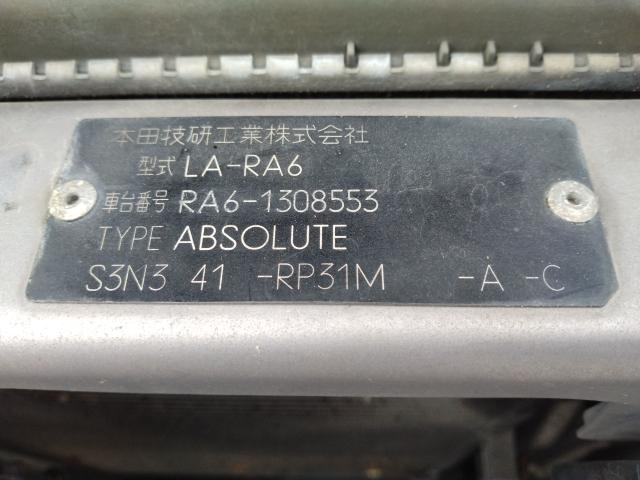 本田技研工業株式会社
型式 LA-RA6
車台番号 RA6-1308553
TYPE ABSOLUTE
S3N3 41 -RP31M -A -C